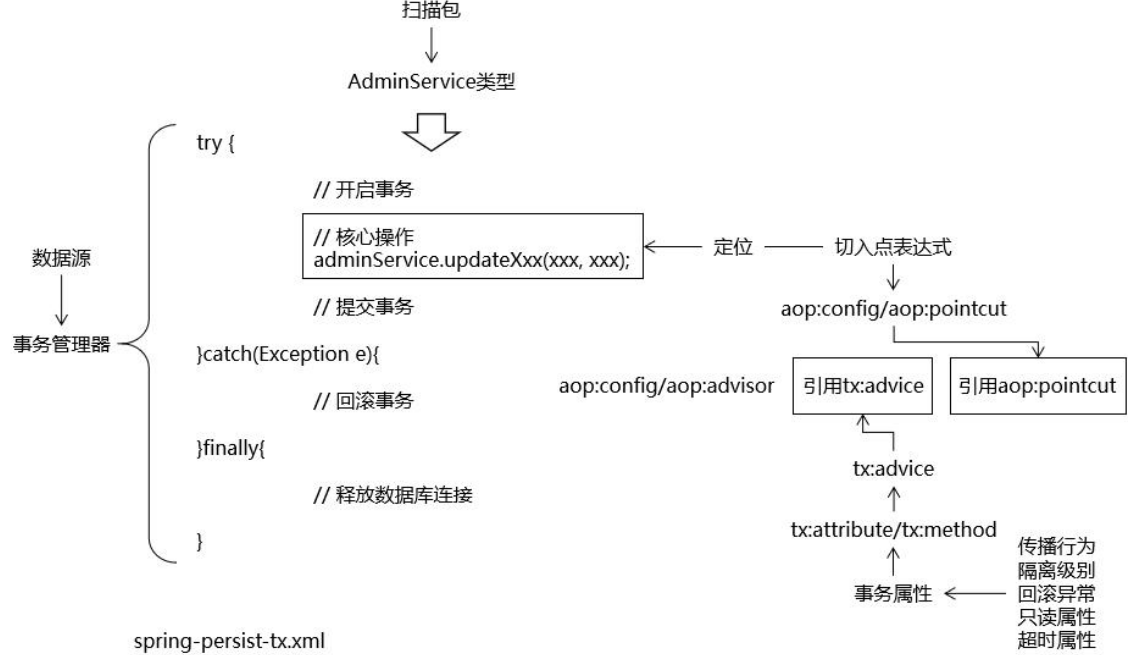 扫描包
AdminService类型
try {
// 开启事务
// 核心操作
adminService.updateXxx(xxx, xxx);
定位
切入点表达式
数据源
// 提交事务
aop:config/aop:pointcut
事务管理器
}catch(Exception e){
aop:config/aop:advisor
引用tx:advice
引用aop:pointcut
// 回滚事务
}finally{
tx:advice
// 释放数据库连接
tx:attribute/tx:method
}
传播行为
隔离级别
事务属性
回滚异常
只读属性
超时属性
spring-persist-tx.xml